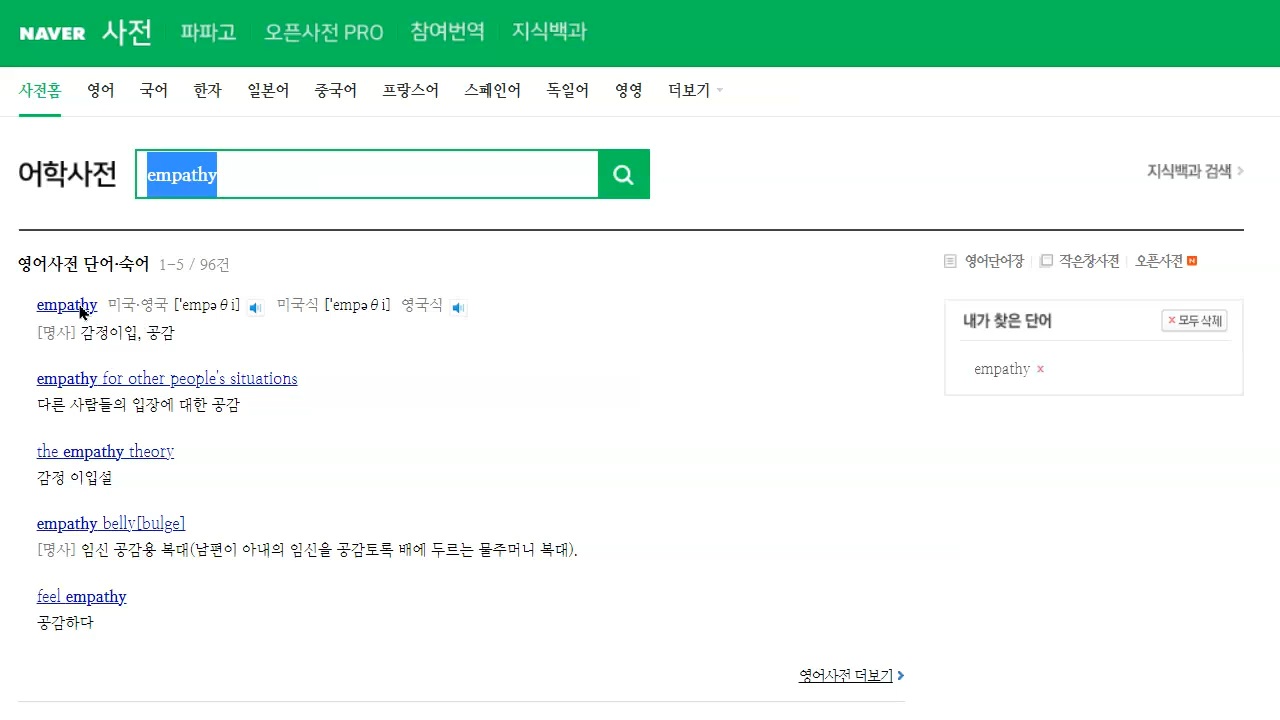 NAVER 사전 파파고 오픈사전 PRO 참여번역 지식백과
사전홈 영어 국어 한자 일본어 중국어 프랑스어 스페인어 독일어 영영 더보기
어학사전 empathy 지식백과 검색
영어사전 단어·숙어 1-5 / 96건
empathy 미국·영국 ['empəθi] 미국식 ['empəθi] 영국식
[명사] 감정이입, 공감
empathy for other people's situations
다른 사람들의 입장에 대한 공감
the empathy theory
감정 이입설
empathy belly[bulge]
[명사] 임신 공감용 복대(남편이 아내의 임신을 공감토록 배에 두르는 물주머니 복대).
feel empathy
공감하다
영어사전 더보기
영어단어장 작은창사전 오픈사전 N
내가 찾은 단어 × 모두 삭제
empathy ×